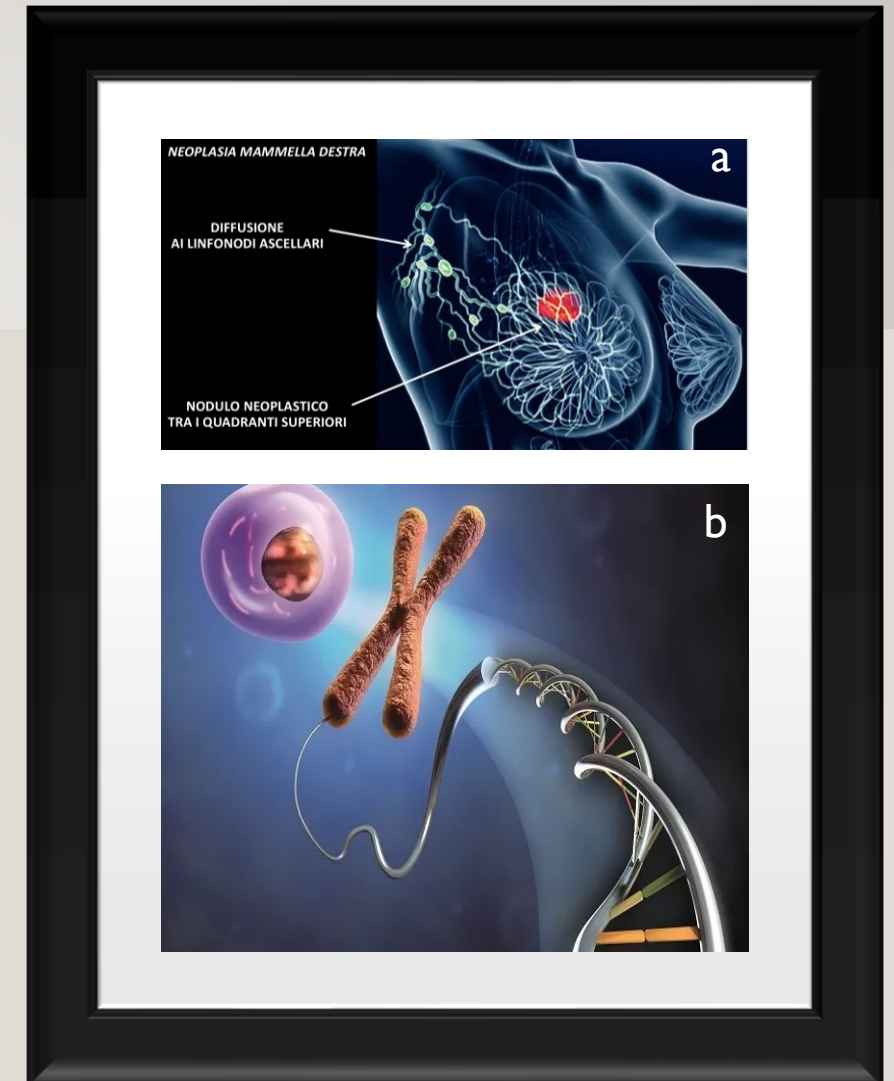 NEOPLASIA MAMMELLA DESTRA
a
DIFFUSIONE
AI LINFONODI ASCELLARI
NODULO NEOPLASTICO
TRA I QUADRANTI SUPERIORI
b